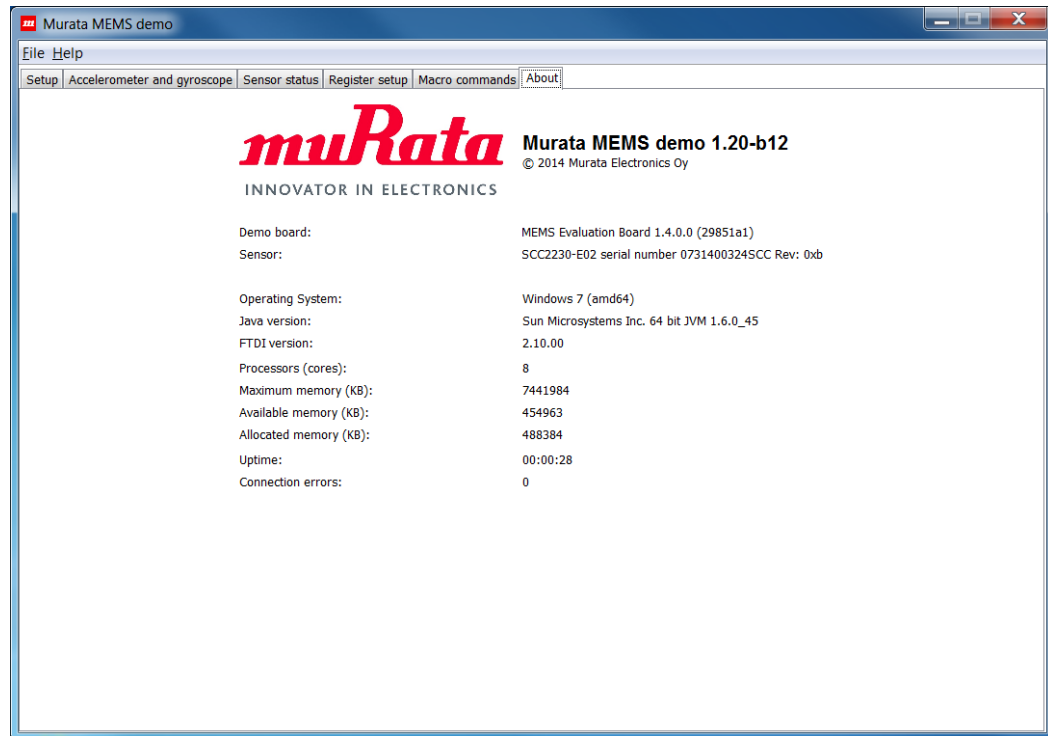 Murata MEMS demo
File Help
Setup Accelerometer and gyroscope Sensor status Register setup Macro commands About
muRata
INNOVATOR IN ELECTRONICS
Murata MEMS demo 1.20-b12
© 2014 Murata Electronics Oy
Demo board: MEMS Evaluation Board 1.4.0.0 (29851a1)
Sensor: SCC2230-E02 serial number 0731400324SCC Rev: 0xb
Operating System: Windows 7 (amd64)
Java version: Sun Microsystems Inc. 64 bit JVM 1.6.0_45
FTDI version: 2.10.00
Processors (cores): 8
Maximum memory (KB): 7441984
Available memory (KB): 454963
Allocated memory (KB): 488384
Uptime: 00:00:28
Connection errors: 0